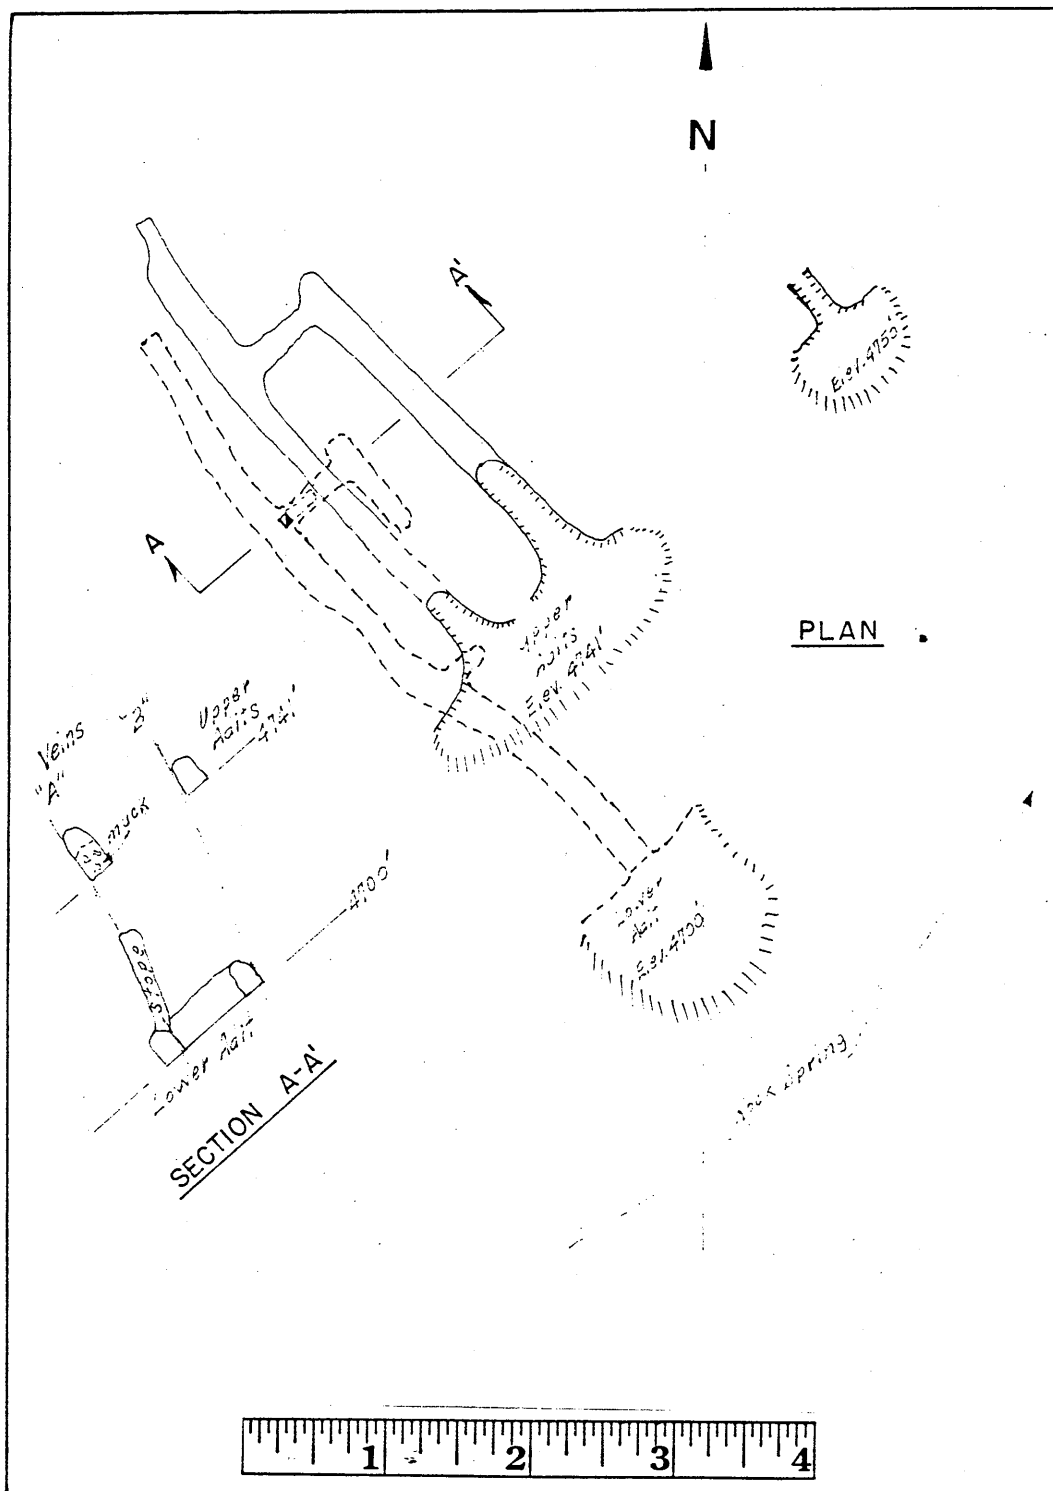 N
A'
Elev. 4750'
A
PLAN
Upper
Adits
Elev. 4741'
Veins "B"
"A"
Upper
Adits
4741'
muck
4700'
Stoped
Lower
Adit
Elev. 4700'
Lower Adit
SECTION A-A'
Spring
1 2 3 4